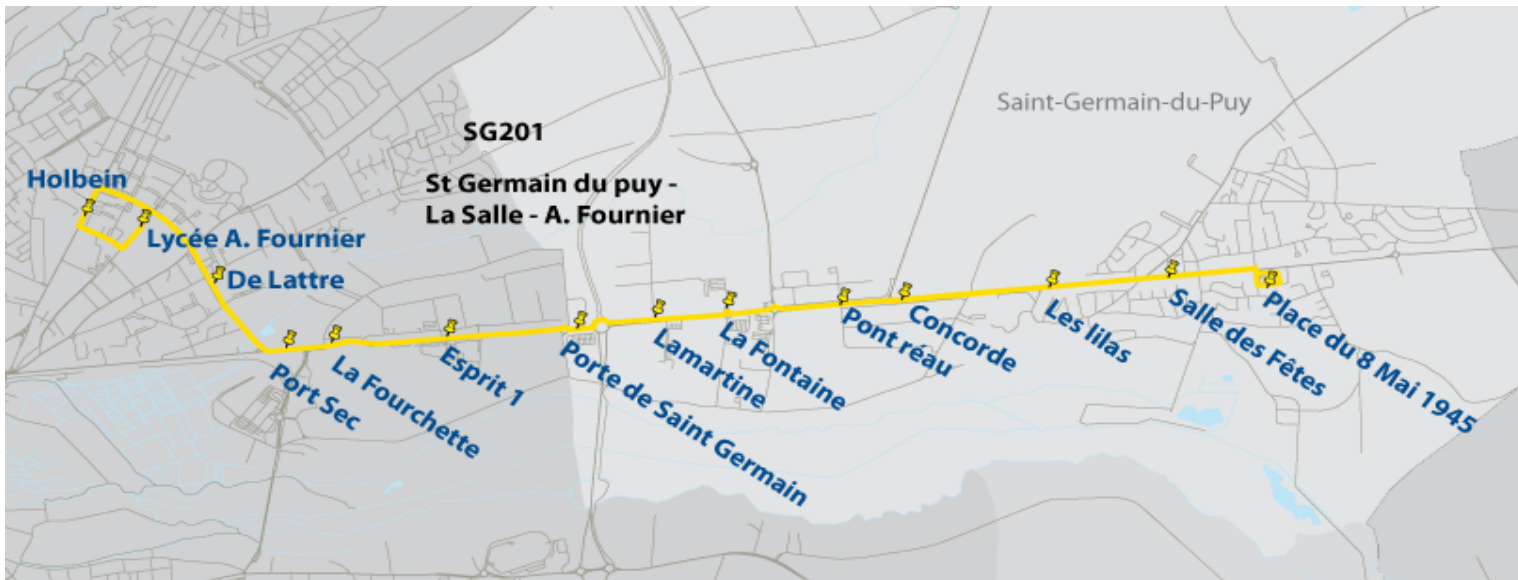 Saint-Germain-du-Puy
SG201
St Germain du puy -
La Salle - A. Fournier
Holbein
Lycée A. Fournier
De Lattre
Port Sec
La Fourchette
Esprit 1
Porte de Saint Germain
Lamartine
La Fontaine
Pont réau
Concorde
Les lilas
Salle des Fêtes
Place du 8 Mai 1945